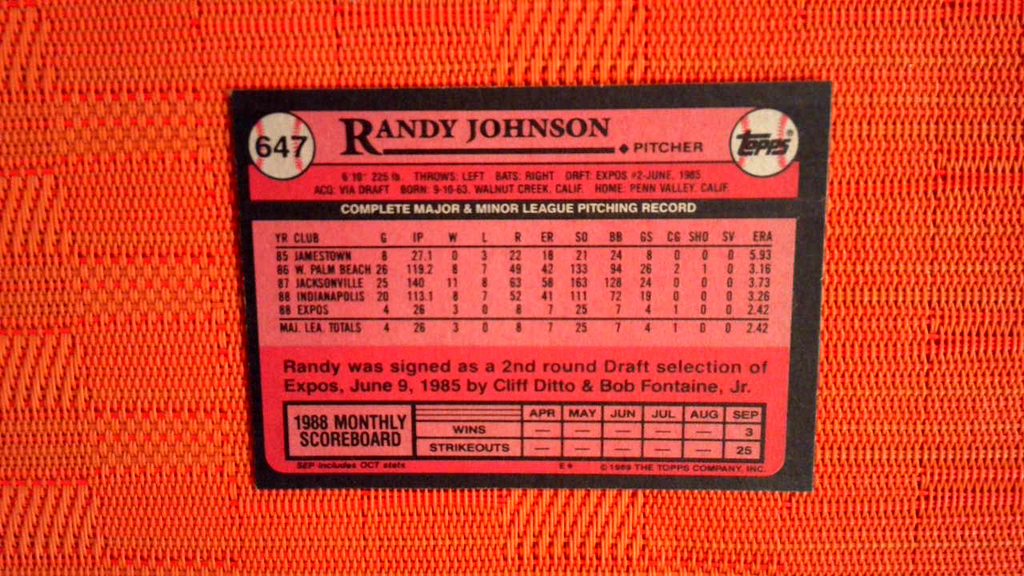 647 RANDY JOHNSON ◆ PITCHER Topps®
6'10" 225 lb. THROWS: LEFT BATS: RIGHT DRAFT: EXPOS #2-JUNE, 1985
ACQ: VIA DRAFT BORN: 9-10-63, WALNUT CREEK, CALIF. HOME: PENN VALLEY, CALIF.
COMPLETE MAJOR & MINOR LEAGUE PITCHING RECORD
YR CLUB G IP W L R ER SO BB GS CG SHO SV ERA
85 JAMESTOWN 8 27.1 0 3 22 18 21 24 8 0 0 0 5.93
86 W. PALM BEACH 26 119.2 8 7 49 42 133 94 26 2 1 0 3.16
87 JACKSONVILLE 25 140 11 8 63 58 163 128 24 0 0 0 3.73
88 INDIANAPOLIS 20 113.1 8 7 52 41 111 72 19 0 0 0 3.26
88 EXPOS 4 26 3 0 8 7 25 7 4 1 0 0 2.42
MAJ. LEA. TOTALS 4 26 3 0 8 7 25 7 4 1 0 0 2.42
Randy was signed as a 2nd round Draft selection of
Expos, June 9, 1985 by Cliff Ditto & Bob Fontaine, Jr.
1988 MONTHLY
SCOREBOARD
APR MAY JUN JUL AUG SEP
WINS — — — — — 3
STRIKEOUTS — — — — — 25
SEP includes OCT stats E* © 1989 THE TOPPS COMPANY, INC.